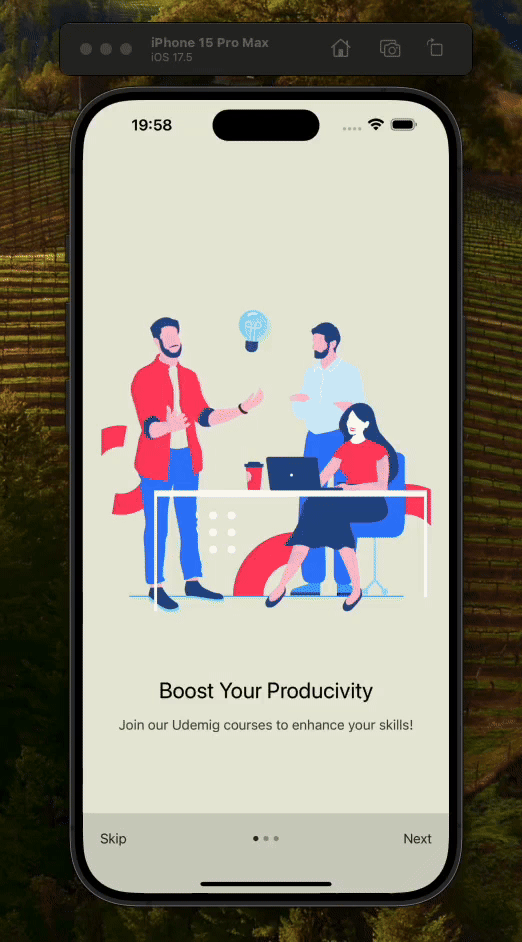 iPhone 15 Pro Max
iOS 17.5
19:58
Boost Your Producivity
Join our Udemig courses to enhance your skills!
Skip
Next